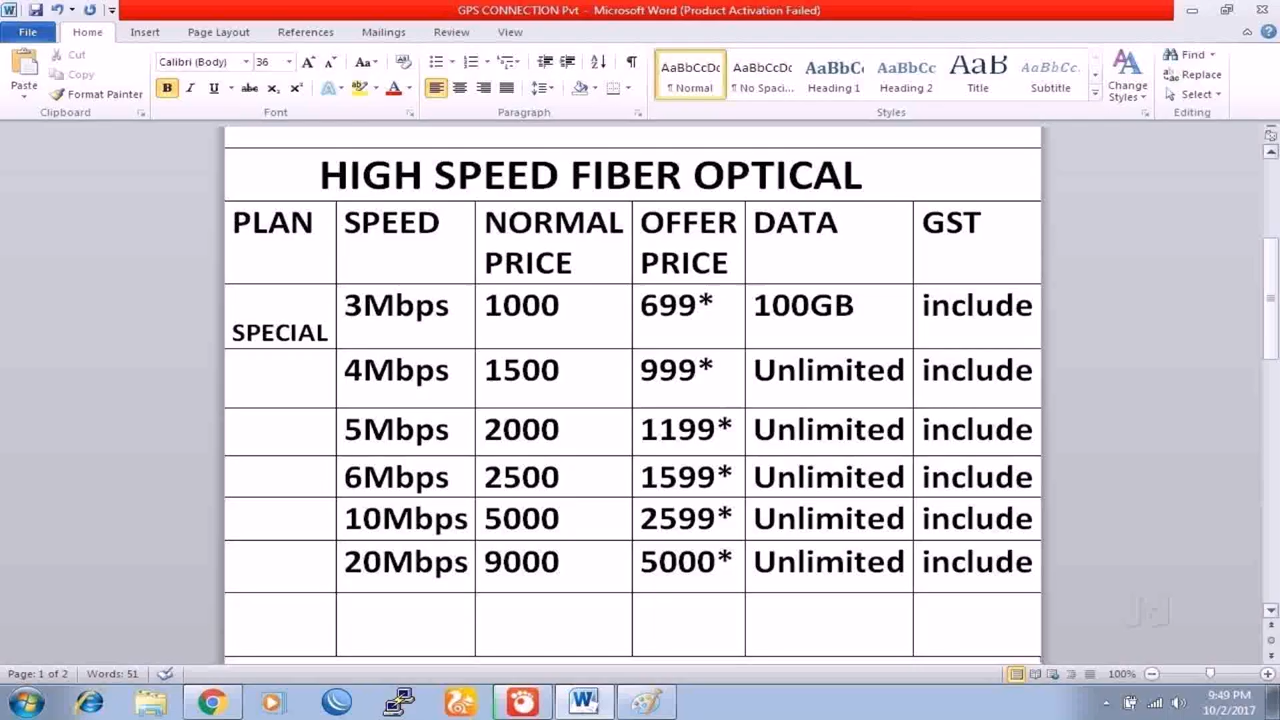 GPS CONNECTION Pvt - Microsoft Word (Product Activation Failed)
File Home Insert Page Layout References Mailings Review View
Cut
Copy
Format Painter
Paste
Calibri (Body) 36
B I U abc x₂ x²
AaBbCcDc AaBbCcDc AaBbCc AaBbCc AaB AaBbCc.
¶ Normal ¶ No Spaci... Heading 1 Heading 2 Title Subtitle
Change Styles
Find
Replace
Select
Clipboard Font Paragraph Styles Editing
HIGH SPEED FIBER OPTICAL
PLAN SPEED NORMAL PRICE OFFER PRICE DATA GST
SPECIAL 3Mbps 1000 699* 100GB include
4Mbps 1500 999* Unlimited include
5Mbps 2000 1199* Unlimited include
6Mbps 2500 1599* Unlimited include
10Mbps 5000 2599* Unlimited include
20Mbps 9000 5000* Unlimited include
Jd
Page: 1 of 2 Words: 51 100%
9:49 PM
10/2/2017